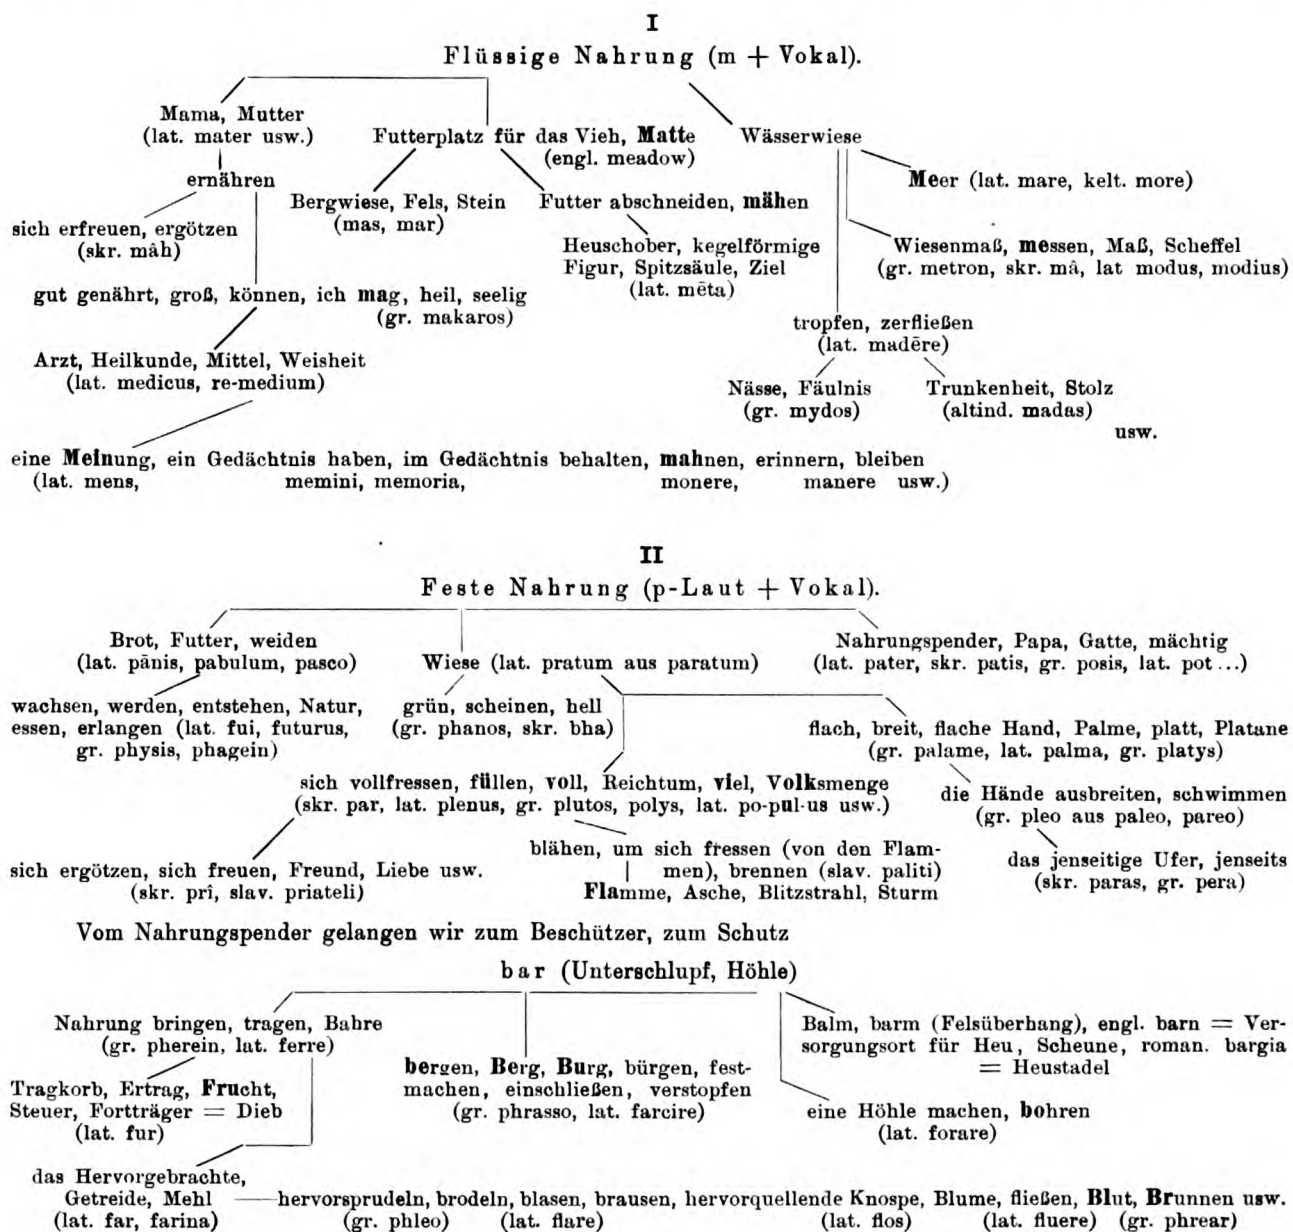 I
Flüssige Nahrung (m + Vokal).
Mama, Mutter
(lat. mater usw.)
Futterplatz für das Vieh, Matte
(engl. meadow)
Wässerwiese
ernähren
Meer (lat. mare, kelt. more)
Bergwiese, Fels, Stein
(mas, mar)
Futter abschneiden, mähen
sich erfreuen, ergötzen
(skr. mâh)
Heuschober, kegelförmige
Figur, Spitzsäule, Ziel
(lat. mēta)
Wiesenmaß, messen, Maß, Scheffel
(gr. metron, skr. mâ, lat modus, modius)
gut genährt, groß, können, ich mag, heil, seelig
(gr. makaros)
tropfen, zerfließen
(lat. madēre)
Arzt, Heilkunde, Mittel, Weisheit
(lat. medicus, re-medium)
Nässe, Fäulnis
(gr. mydos)
Trunkenheit, Stolz
(altind. madas)
usw.
eine Meinung, ein Gedächtnis haben, im Gedächtnis behalten, mahnen, erinnern, bleiben
(lat. mens, memini, memoria, monere, manere usw.)
II
Feste Nahrung (p-Laut + Vokal).
Brot, Futter, weiden
(lat. pānis, pabulum, pasco)
Wiese (lat. pratum aus paratum)
Nahrungspender, Papa, Gatte, mächtig
(lat. pater, skr. patis, gr. posis, lat. pot ...)
wachsen, werden, entstehen, Natur,
essen, erlangen (lat. fui, futurus,
gr. physis, phagein)
grün, scheinen, hell
(gr. phanos, skr. bha)
flach, breit, flache Hand, Palme, platt, Platane
(gr. palame, lat. palma, gr. platys)
sich vollfressen, füllen, voll, Reichtum, viel, Volksmenge
(skr. par, lat. plenus, gr. plutos, polys, lat. po-pul-us usw.)
die Hände ausbreiten, schwimmen
(gr. pleo aus paleo, pareo)
sich ergötzen, sich freuen, Freund, Liebe usw.
(skr. prî, slav. priateli)
blähen, um sich fressen (von den Flam-
men), brennen (slav. paliti)
Flamme, Asche, Blitzstrahl, Sturm
das jenseitige Ufer, jenseits
(skr. paras, gr. pera)
Vom Nahrungspender gelangen wir zum Beschützer, zum Schutz
bar (Unterschlupf, Höhle)
Nahrung bringen, tragen, Bahre
(gr. pherein, lat. ferre)
bergen, Berg, Burg, bürgen, fest-
machen, einschließen, verstopfen
(gr. phrasso, lat. farcire)
Balm, barm (Felsüberhang), engl. barn = Ver-
sorgungsort für Heu, Scheune, roman. bargia
= Heustadel
Tragkorb, Ertrag, Frucht,
Steuer, Fortträger = Dieb
(lat. fur)
eine Höhle machen, bohren
(lat. forare)
das Hervorgebrachte,
Getreide, Mehl
(lat. far, farina)
hervorsprudeln, brodeln, blasen, brausen, hervorquellende Knospe, Blume, fließen, Blut, Brunnen usw.
(gr. phleo) (lat. flare) (lat. flos) (lat. fluere) (gr. phrear)